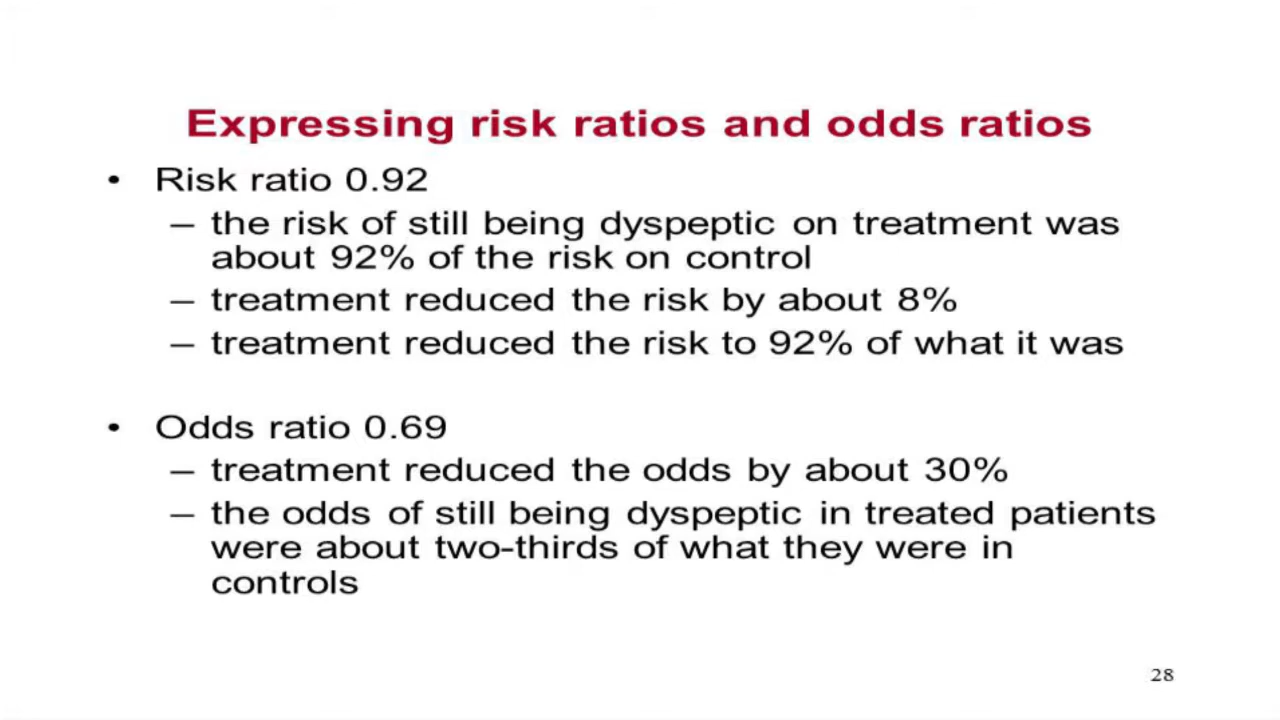 Expressing risk ratios and odds ratios
• Risk ratio 0.92
– the risk of still being dyspeptic on treatment was
about 92% of the risk on control
– treatment reduced the risk by about 8%
– treatment reduced the risk to 92% of what it was
• Odds ratio 0.69
– treatment reduced the odds by about 30%
– the odds of still being dyspeptic in treated patients
were about two-thirds of what they were in
controls
28